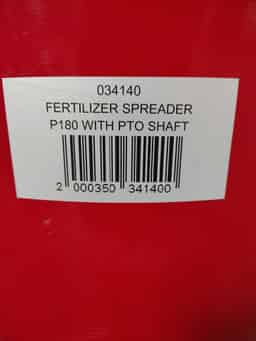 034140
FERTILIZER SPREADER
P180 WITH PTO SHAFT
2 000350 341400